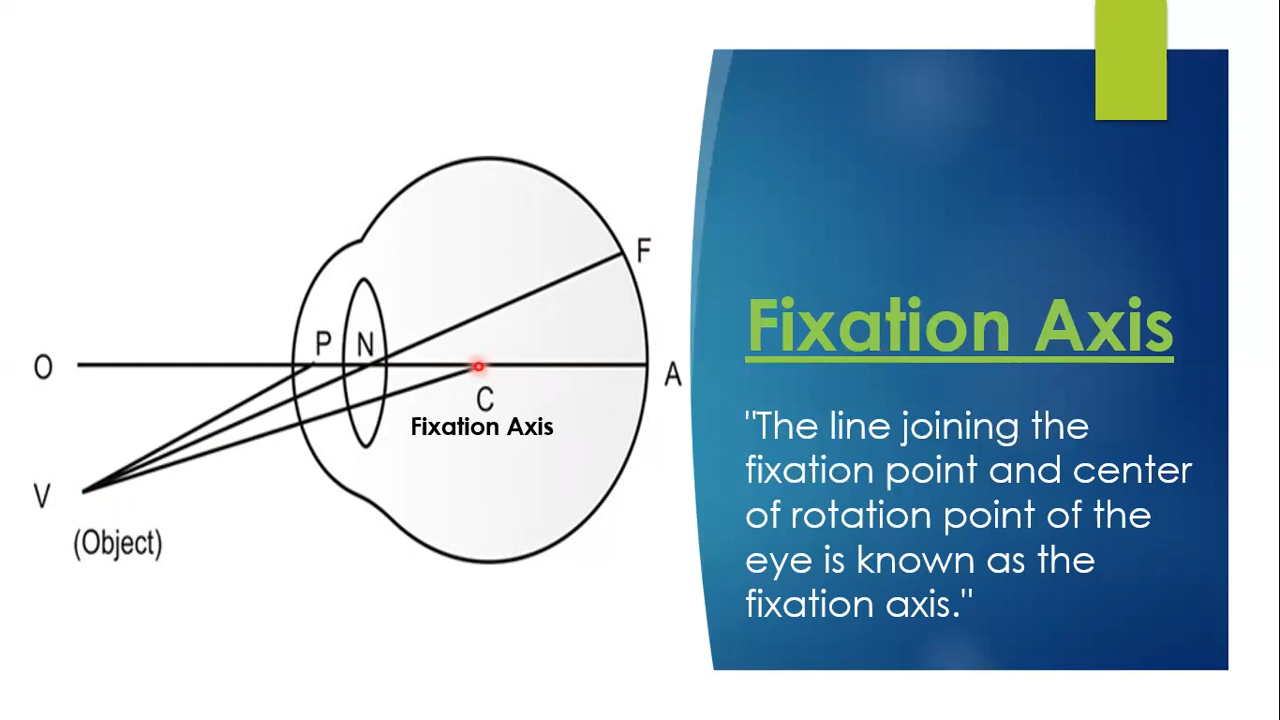 F
P
N
O
A
C
Fixation Axis
V
(Object)
Fixation Axis
"The line joining the
fixation point and center
of rotation point of the
eye is known as the
fixation axis."